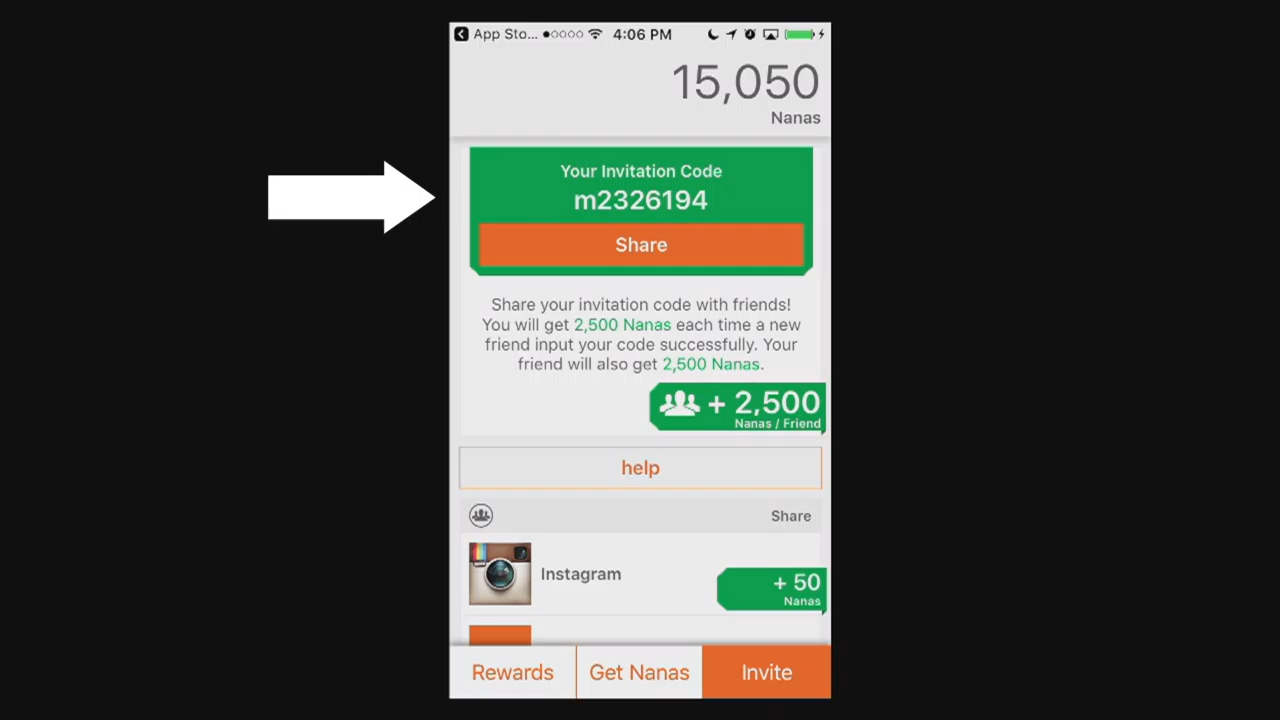 App Sto... 4:06 PM
15,050
Nanas
Your Invitation Code
m2326194
Share
Share your invitation code with friends!
You will get 2,500 Nanas each time a new
friend input your code successfully. Your
friend will also get 2,500 Nanas.
+ 2,500
Nanas / Friend
help
Share
Instagram
+ 50
Nanas
Rewards Get Nanas Invite